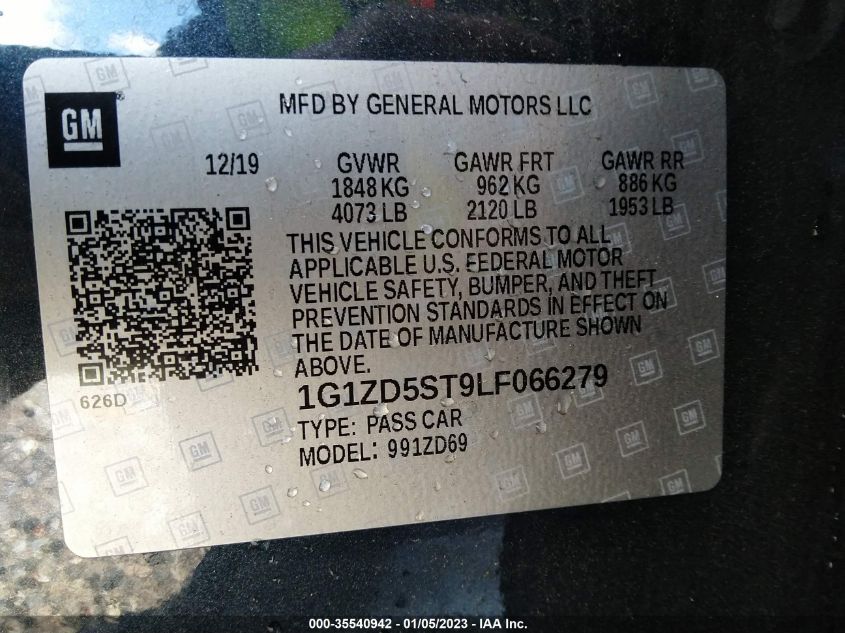 GM
MFD BY GENERAL MOTORS LLC
12/19 GVWR GAWR FRT GAWR RR
1848 KG 962 KG 886 KG
4073 LB 2120 LB 1953 LB
THIS VEHICLE CONFORMS TO ALL
APPLICABLE U.S. FEDERAL MOTOR
VEHICLE SAFETY, BUMPER, AND THEFT
PREVENTION STANDARDS IN EFFECT ON
THE DATE OF MANUFACTURE SHOWN
ABOVE.
626D
1G1ZD5ST9LF066279
TYPE: PASS CAR
MODEL: 991ZD69
000-35540942 / 01/05/2023 - IAA Inc.